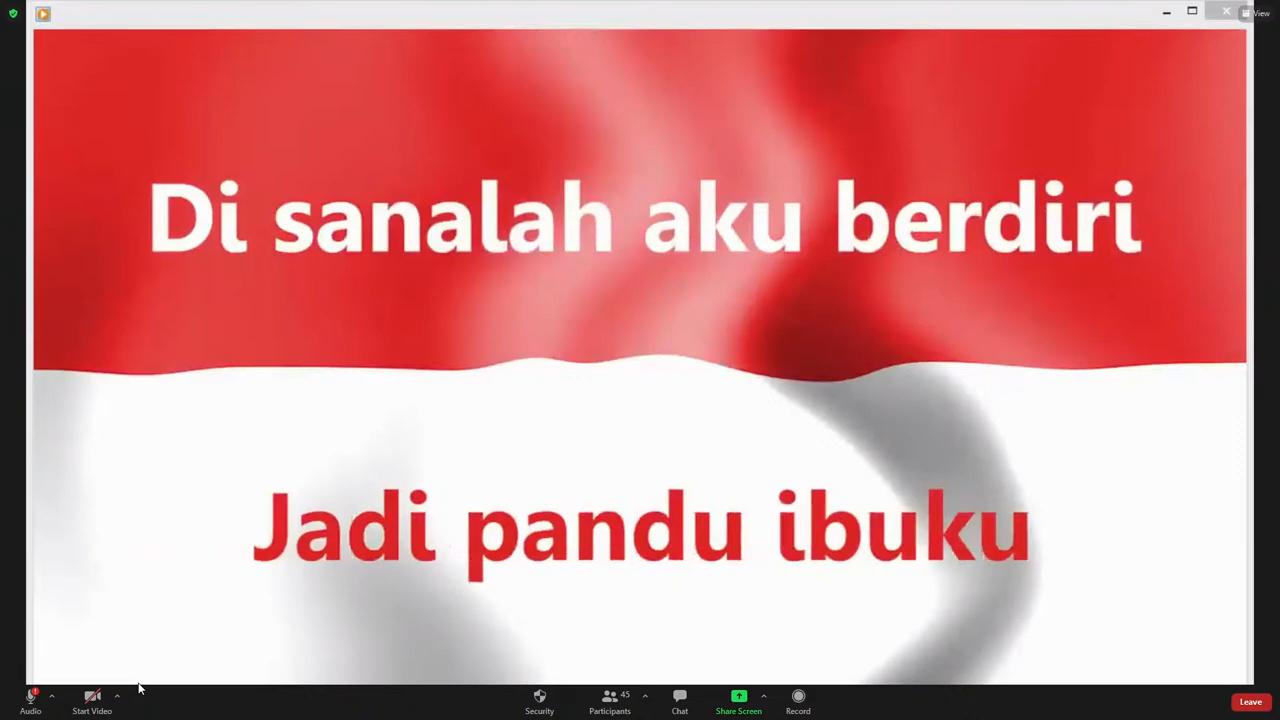 View
Di sanalah aku berdiri
Jadi pandu ibuku
Audio
Start Video
Security
45
Participants
Chat
Share Screen
Record
Leave